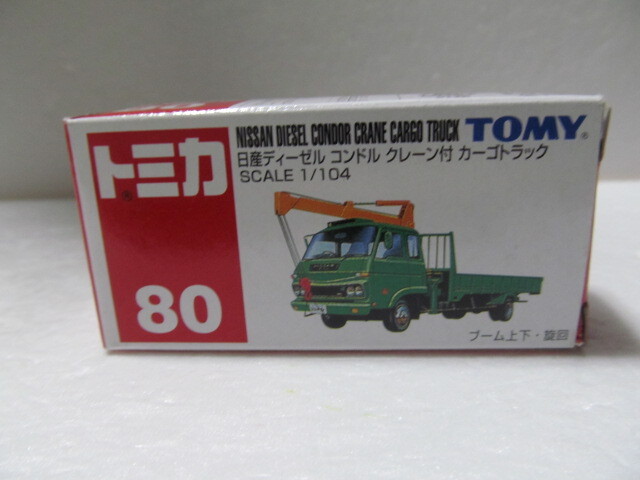 トミカ®
80
NISSAN DIESEL CONDOR CRANE CARGO TRUCK TOMY®
日産ディーゼル コンドル クレーン付 カーゴトラック
SCALE 1/104
ブーム上下・旋回